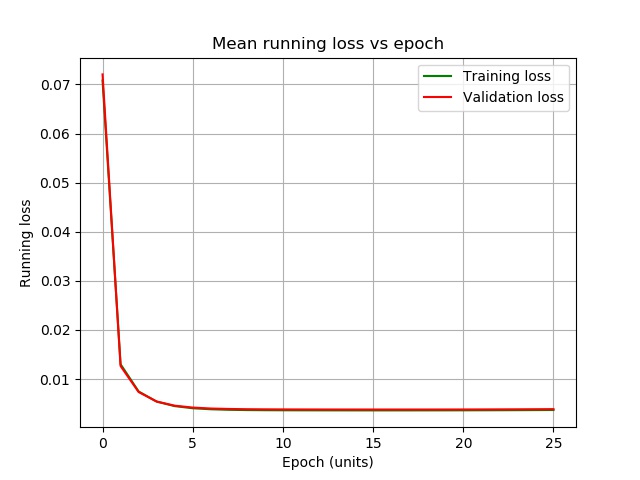 Mean running loss vs epoch
Training loss
Validation loss
0.07
0.06
0.05
0.04
0.03
0.02
0.01
Running loss
0 5 10 15 20 25
Epoch (units)